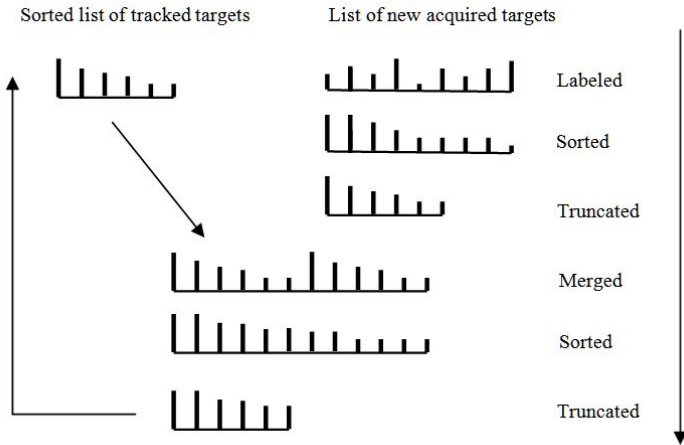 Sorted list of tracked targets
List of new acquired targets
Labeled
Sorted
Truncated
Merged
Sorted
Truncated